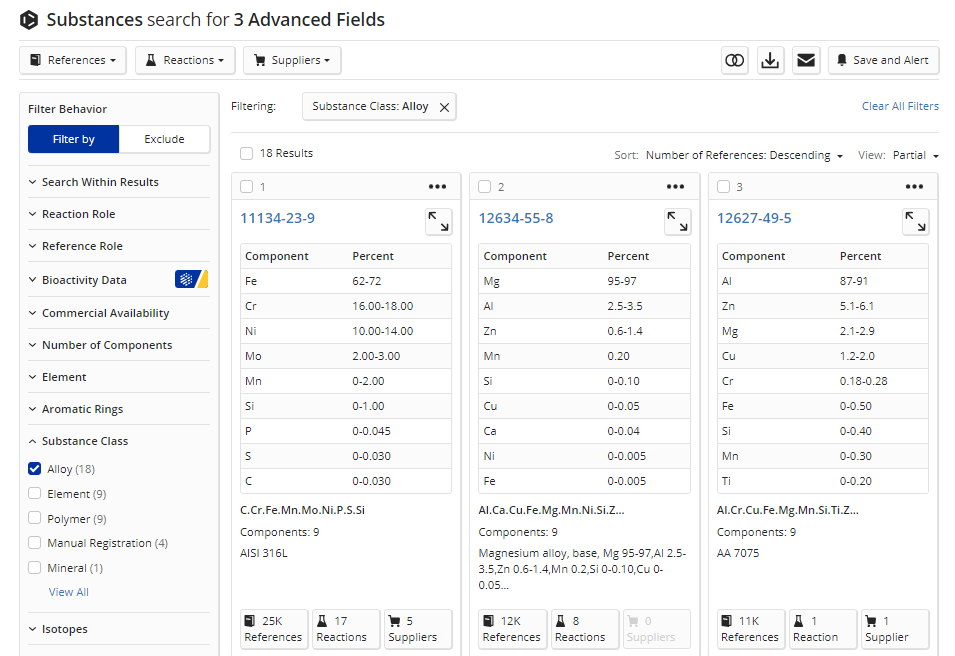 Substances search for 3 Advanced Fields
References
Reactions
Suppliers
Save and Alert
Filter Behavior
Filter by
Exclude
Search Within Results
Reaction Role
Reference Role
Bioactivity Data
Commercial Availability
Number of Components
Element
Aromatic Rings
Substance Class
Alloy (18)
Element (9)
Polymer (9)
Manual Registration (4)
Mineral (1)
View All
Isotopes
Filtering:
Substance Class: Alloy
Clear All Filters
18 Results
Sort: Number of References: Descending
View: Partial
1
11134-23-9
Component Percent
Fe 62-72
Cr 16.00-18.00
Ni 10.00-14.00
Mo 2.00-3.00
Mn 0-2.00
Si 0-1.00
P 0-0.045
S 0-0.030
C 0-0.030
C.Cr.Fe.Mn.Mo.Ni.P.S.Si
Components: 9
AISI 316L
25K References
17 Reactions
5 Suppliers
2
12634-55-8
Component Percent
Mg 95-97
Al 2.5-3.5
Zn 0.6-1.4
Mn 0.20
Si 0-0.10
Cu 0-0.05
Ca 0-0.04
Ni 0-0.005
Fe 0-0.005
Al.Ca.Cu.Fe.Mg.Mn.Ni.Si.Z...
Components: 9
Magnesium alloy, base, Mg 95-97,Al 2.5-
3.5,Zn 0.6-1.4,Mn 0.2,Si 0-0.10,Cu 0-
0.05...
12K References
8 Reactions
0 Suppliers
3
12627-49-5
Component Percent
Al 87-91
Zn 5.1-6.1
Mg 2.1-2.9
Cu 1.2-2.0
Cr 0.18-0.28
Fe 0-0.50
Si 0-0.40
Mn 0-0.30
Ti 0-0.20
Al.Cr.Cu.Fe.Mg.Mn.Si.Ti.Z...
Components: 9
AA 7075
11K References
1 Reaction
1 Supplier